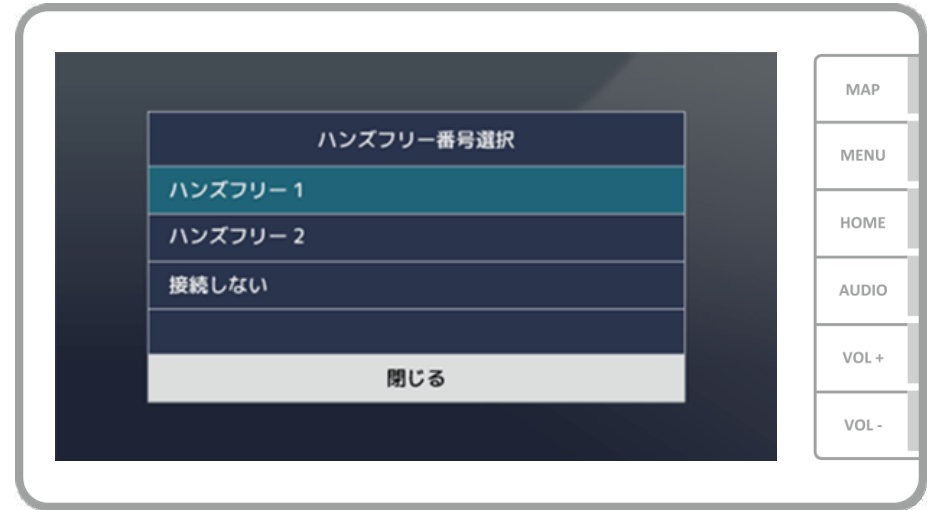 ハンズフリー番号選択
ハンズフリー 1
ハンズフリー 2
接続しない
閉じる
MAP
MENU
HOME
AUDIO
VOL +
VOL -